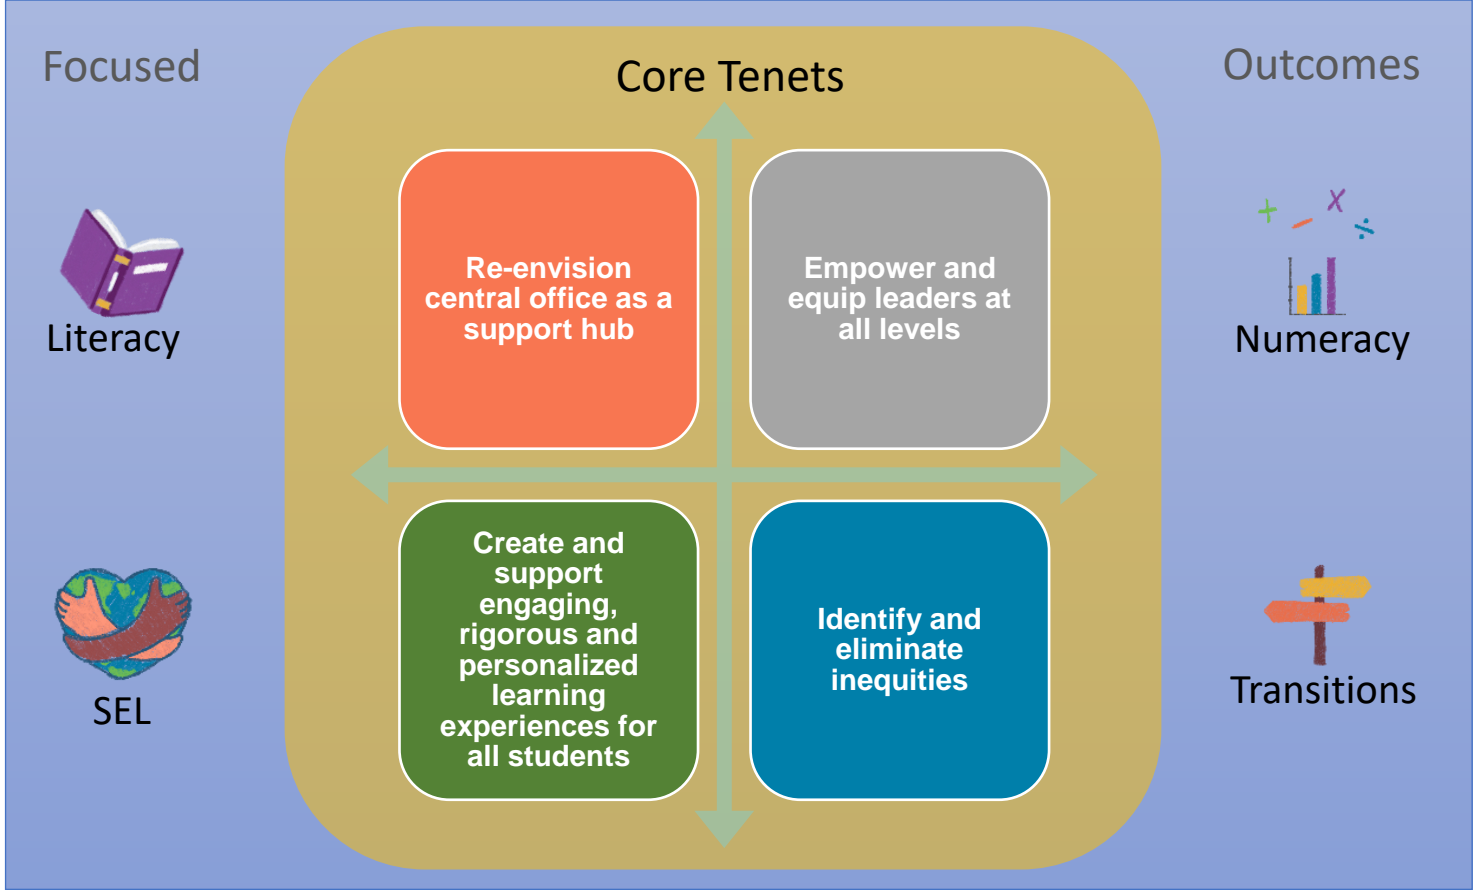 Focused
Core Tenets
Outcomes
Literacy
Re-envision
central office as a
support hub
Empower and
equip leaders at
all levels
Numeracy
SEL
Create and
support
engaging,
rigorous and
personalized
learning
experiences for
all students
Identify and
eliminate
inequities
Transitions